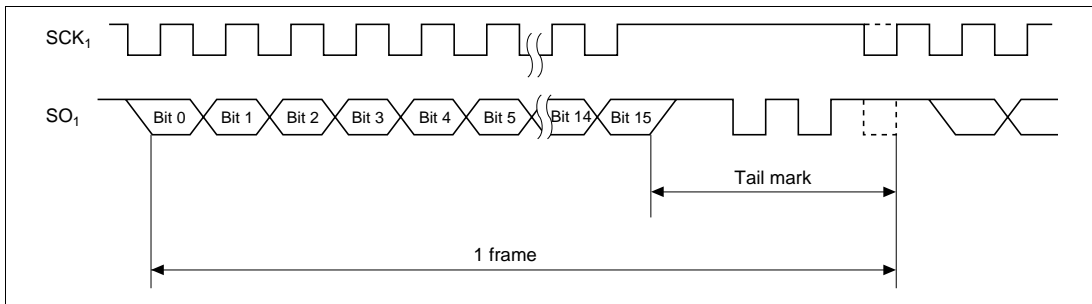 SCK1
SO1
Bit 0 Bit 1 Bit 2 Bit 3 Bit 4 Bit 5 Bit 14 Bit 15
Tail mark
1 frame